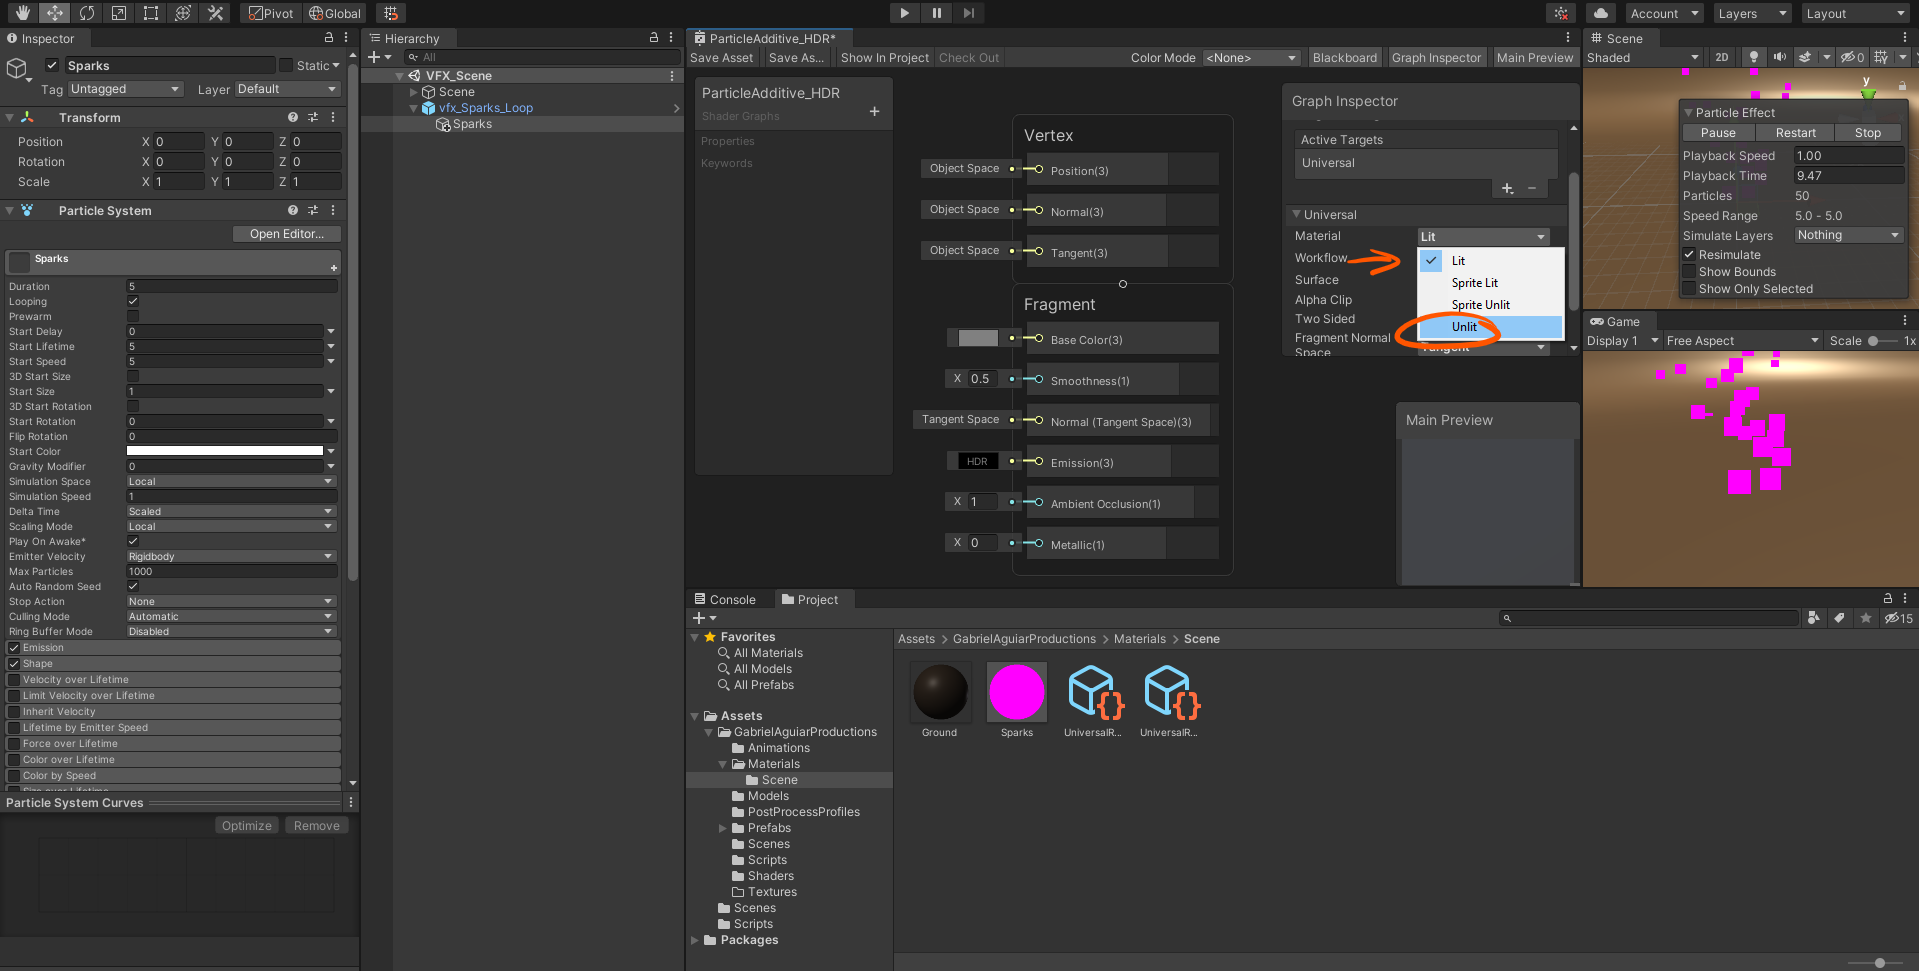 Pivot Global Account Layers Layout
Inspector
Sparks Static
Tag Untagged Layer Default
Transform
Position X 0 Y 0 Z 0
Rotation X 0 Y 0 Z 0
Scale X 1 Y 1 Z 1
Particle System
Open Editor...
Sparks
Duration 5
Looping
Prewarm
Start Delay 0
Start Lifetime 5
Start Speed 5
3D Start Size
Start Size 1
3D Start Rotation
Start Rotation 0
Flip Rotation 0
Start Color
Gravity Modifier 0
Simulation Space Local
Simulation Speed 1
Delta Time Scaled
Scaling Mode Local
Play On Awake*
Emitter Velocity Rigidbody
Max Particles 1000
Auto Random Seed
Stop Action None
Culling Mode Automatic
Ring Buffer Mode Disabled
Emission
Shape
Velocity over Lifetime
Limit Velocity over Lifetime
Inherit Velocity
Lifetime by Emitter Speed
Force over Lifetime
Color over Lifetime
Color by Speed
Size over Lifetime
Particle System Curves
Optimize Remove
Hierarchy
All
VFX_Scene
Scene
vfx_Sparks_Loop
Sparks
ParticleAdditive_HDR*
Save Asset Save As... Show In Project Check Out Color Mode <None> Blackboard Graph Inspector Main Preview
ParticleAdditive_HDR
Shader Graphs
Properties
Keywords
Vertex
Object Space Position(3)
Object Space Normal(3)
Object Space Tangent(3)
Fragment
Base Color(3)
X 0.5 Smoothness(1)
Tangent Space Normal (Tangent Space)(3)
HDR Emission(3)
X 1 Ambient Occlusion(1)
X 0 Metallic(1)
Graph Inspector
Active Targets
Universal
Universal
Material Lit
Workflow
Surface
Alpha Clip
Two Sided
Fragment Normal
Space Tangent
Lit
Sprite Lit
Sprite Unlit
Unlit
Main Preview
Scene
Shaded 2D 0
y
Particle Effect
Pause Restart Stop
Playback Speed 1.00
Playback Time 9.47
Particles 50
Speed Range 5.0 - 5.0
Simulate Layers Nothing
Resimulate
Show Bounds
Show Only Selected
Game
Display 1 Free Aspect Scale 1x
Console Project
15
Favorites
All Materials
All Models
All Prefabs
Assets
GabrielAguiarProductions
Animations
Materials
Scene
Models
PostProcessProfiles
Prefabs
Scenes
Scripts
Shaders
Textures
Scenes
Scripts
Packages
Assets > GabrielAguiarProductions > Materials > Scene
Ground Sparks UniversalR... UniversalR...